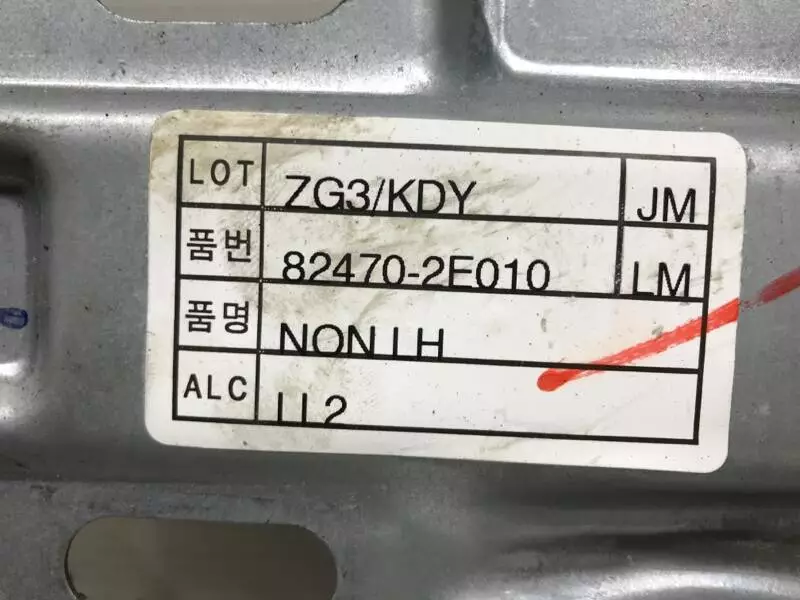 LOT ZG3/KDY JM
품번 82470-2E010 LM
품명 NON LH
ALC LL2